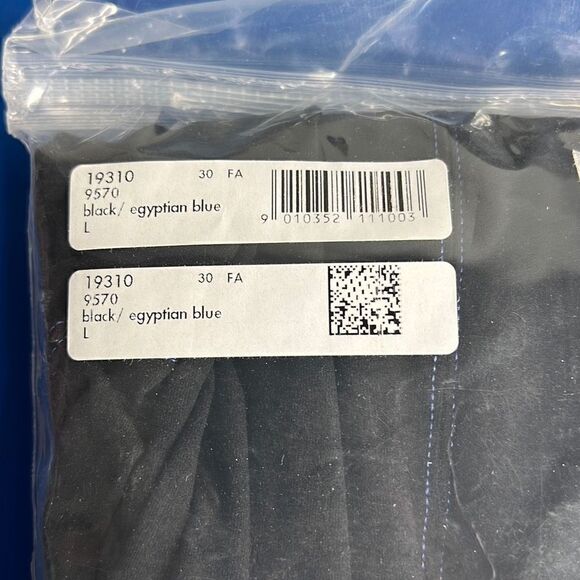 19310 30 FA
9570
black/ egyptian blue
L
9 010352 111003
19310 30 FA
9570
black/ egyptian blue
L